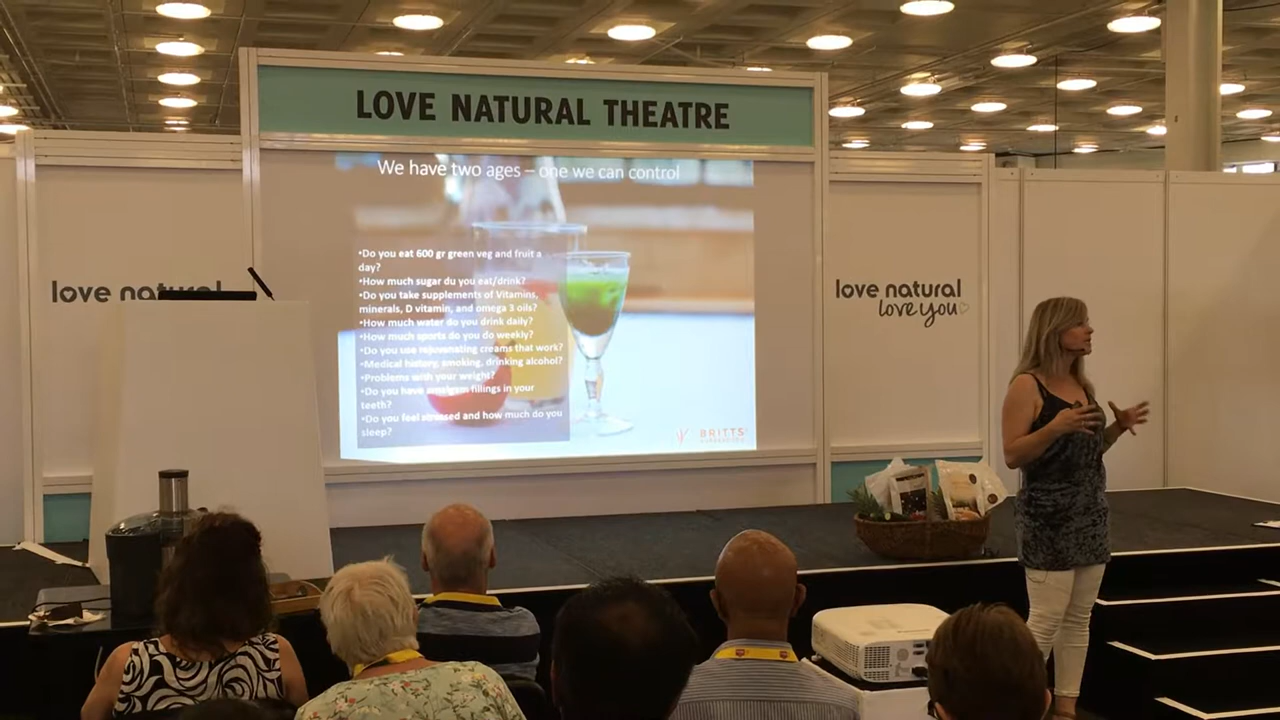 LOVE NATURAL THEATRE
We have two ages – one we can control
•Do you eat 600 gr green veg and fruit a
day?
•How much sugar du you eat/drink?
•Do you take supplements of Vitamins,
minerals, D vitamin, and omega 3 oils?
•How much water do you drink daily?
•How much sports do you do weekly?
•Do you use rejuvenating creams that work?
•Medical history, smoking, drinking alcohol?
•Problems with your weight?
•Do you have amalgam fillings in your
teeth?
•Do you feel stressed and how much do you
sleep?
BRITTS
love natural
love natural
love you